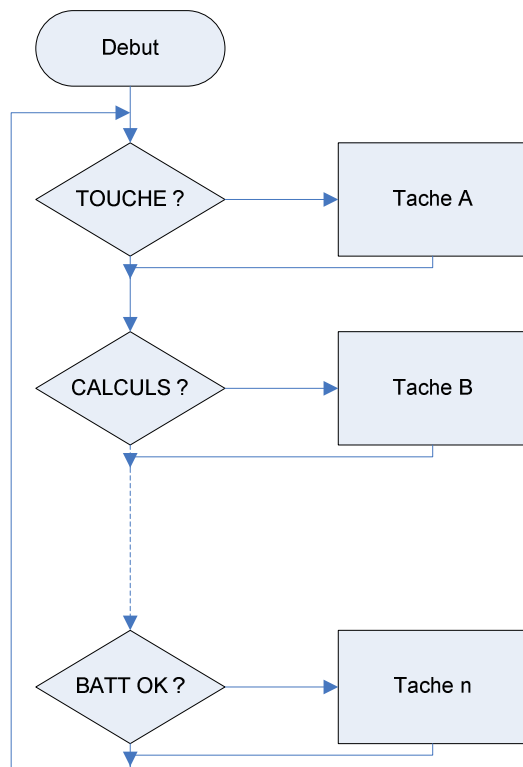 Debut
TOUCHE ?
Tache A
CALCULS ?
Tache B
BATT OK ?
Tache n